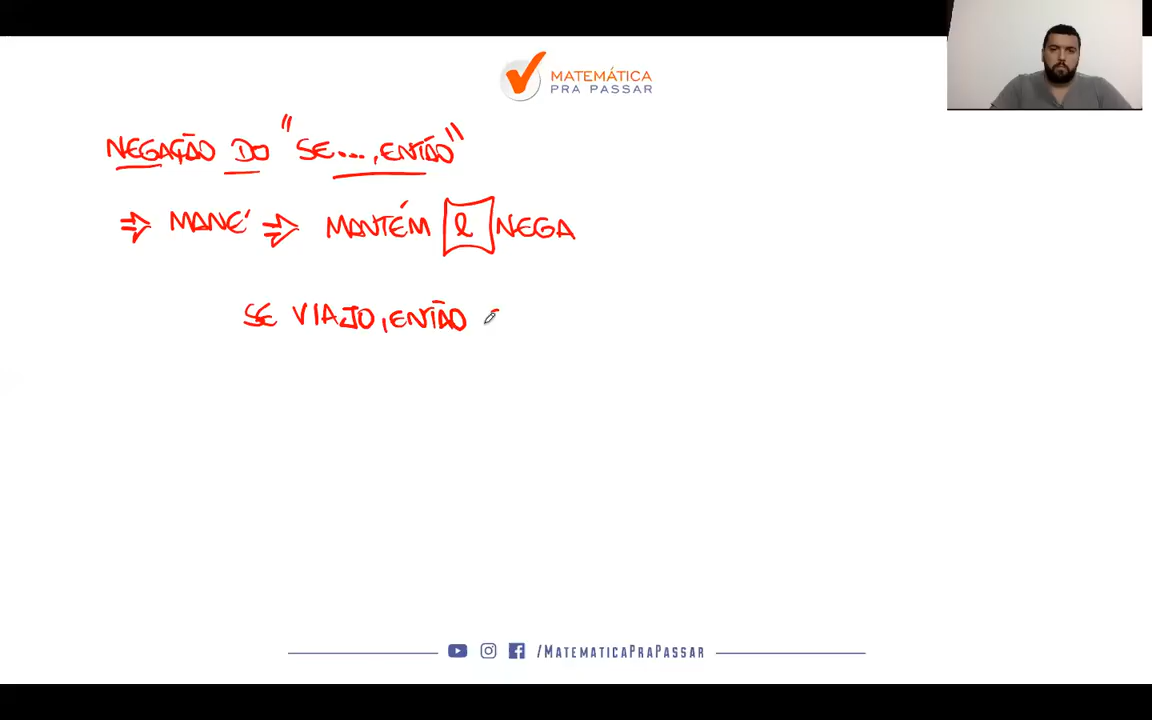 MATEMÁTICA
PRA PASSAR
NEGAÇÃO DO "SE...,ENTÃO"
⇒ MANÉ ⇒ MANTÉM e NEGA
SE VIAJO, ENTÃO
/MATEMATICAPRAPASSAR